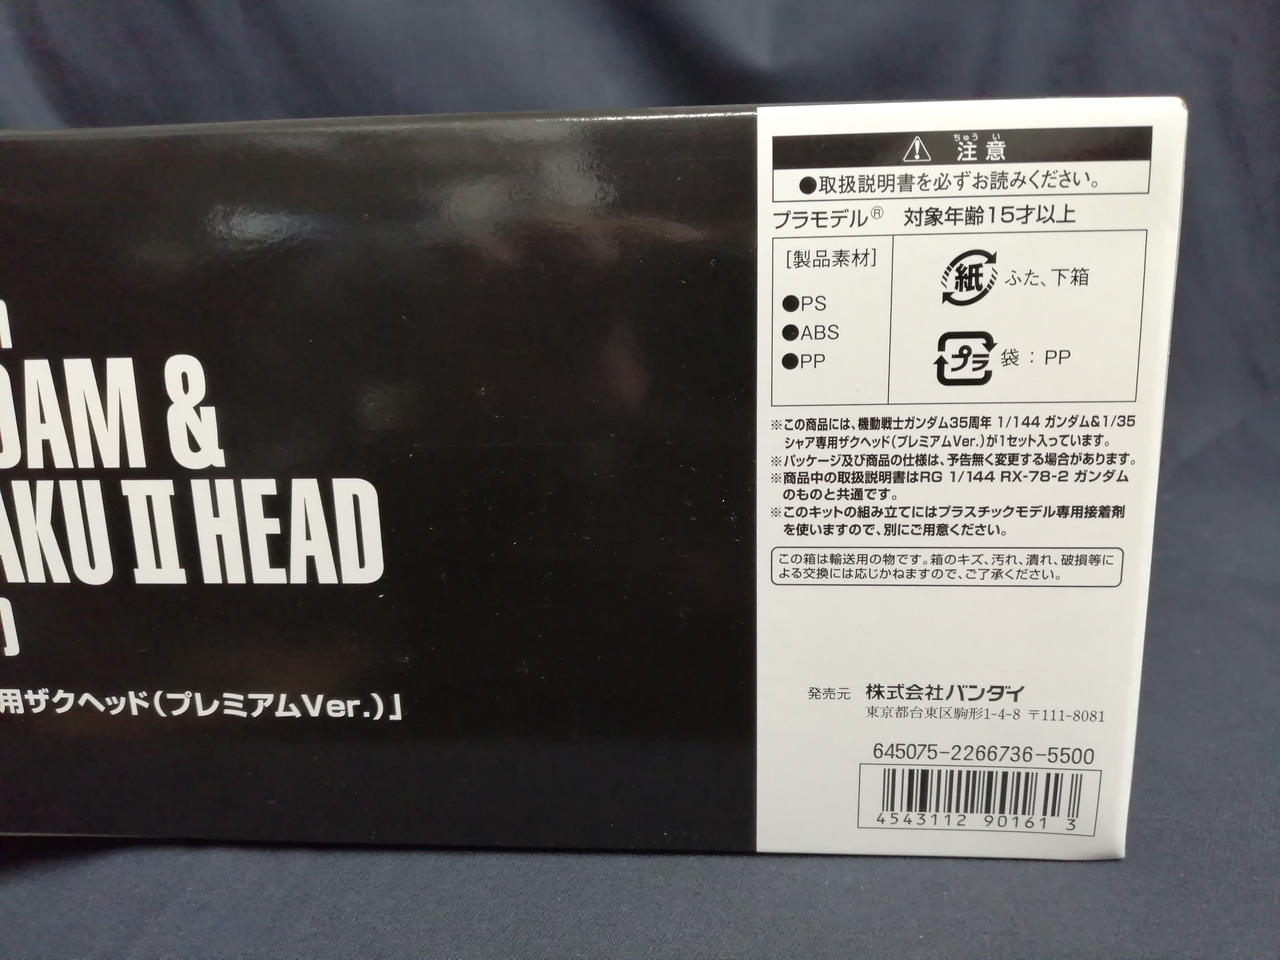 DAM &
AKU II HEAD
用ザクヘッド(プレミアムVer.)」
ちゅう い
注意
●取扱説明書を必ずお読みください。
プラモデル® 対象年齢15才以上
[製品素材]
●PS
●ABS
●PP
紙 ふた、下箱
プラ 袋：PP
※この商品には、機動戦士ガンダム35周年 1/144 ガンダム&1/35
シャア専用ザクヘッド(プレミアムVer.)が1セット入っています。
※パッケージ及び商品の仕様は、予告無く変更する場合があります。
※商品中の取扱説明書はRG 1/144 RX-78-2 ガンダム
のものと共通です。
※このキットの組み立てにはプラスチックモデル専用接着剤
を使いますので、別にご用意ください。
この箱は輸送用の物です。箱のキズ、汚れ、潰れ、破損等に
よる交換には応じかねますので、ご了承ください。
発売元 株式会社バンダイ
東京都台東区駒形1-4-8 〒111-8081
645075-2266736-5500
4543112 90161 3